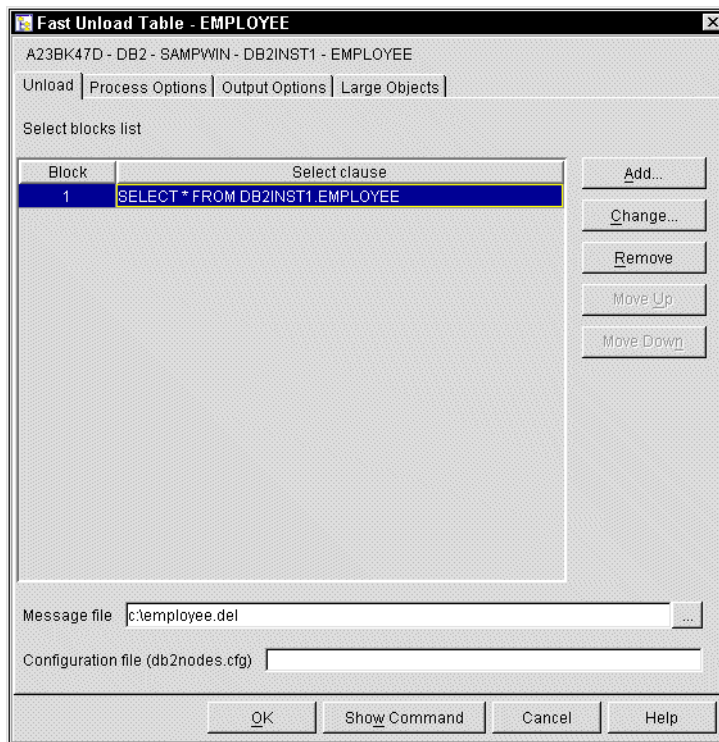 Fast Unload Table - EMPLOYEE
A23BK47D - DB2 - SAMPWIN - DB2INST1 - EMPLOYEE
Unload Process Options Output Options Large Objects
Select blocks list
Block Select clause Add...
1 SELECT * FROM DB2INST1.EMPLOYEE
Change...
Remove
Move Up
Move Down
Message file c:\employee.del ...
Configuration file (db2nodes.cfg)
OK Show Command Cancel Help